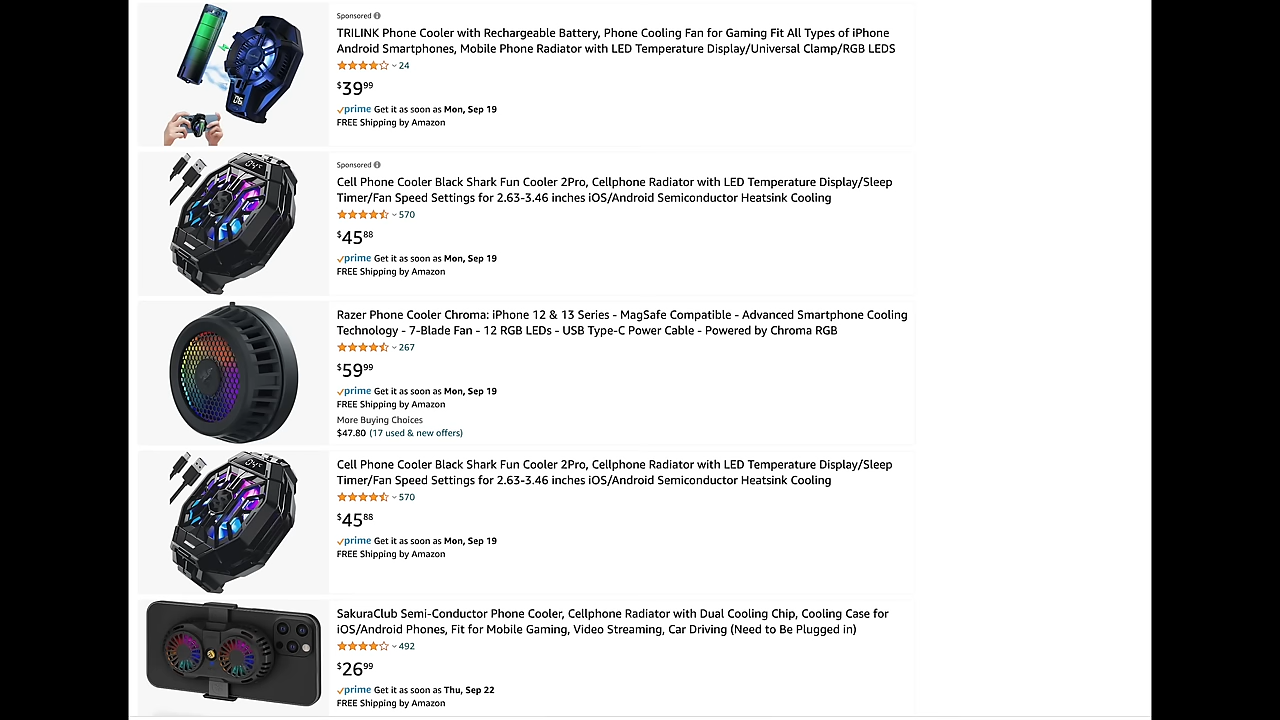 Sponsored
TRILINK Phone Cooler with Rechargeable Battery, Phone Cooling Fan for Gaming Fit All Types of iPhone
Android Smartphones, Mobile Phone Radiator with LED Temperature Display/Universal Clamp/RGB LEDS
24
$39.99
prime Get it as soon as Mon, Sep 19
FREE Shipping by Amazon
Sponsored
Cell Phone Cooler Black Shark Fun Cooler 2Pro, Cellphone Radiator with LED Temperature Display/Sleep
Timer/Fan Speed Settings for 2.63-3.46 inches iOS/Android Semiconductor Heatsink Cooling
570
$45.88
prime Get it as soon as Mon, Sep 19
FREE Shipping by Amazon
Razer Phone Cooler Chroma: iPhone 12 & 13 Series - MagSafe Compatible - Advanced Smartphone Cooling
Technology - 7-Blade Fan - 12 RGB LEDs - USB Type-C Power Cable - Powered by Chroma RGB
267
$59.99
prime Get it as soon as Mon, Sep 19
FREE Shipping by Amazon
More Buying Choices
$47.80 (17 used & new offers)
Cell Phone Cooler Black Shark Fun Cooler 2Pro, Cellphone Radiator with LED Temperature Display/Sleep
Timer/Fan Speed Settings for 2.63-3.46 inches iOS/Android Semiconductor Heatsink Cooling
570
$45.88
prime Get it as soon as Mon, Sep 19
FREE Shipping by Amazon
SakuraClub Semi-Conductor Phone Cooler, Cellphone Radiator with Dual Cooling Chip, Cooling Case for
iOS/Android Phones, Fit for Mobile Gaming, Video Streaming, Car Driving (Need to Be Plugged in)
492
$26.99
prime Get it as soon as Thu, Sep 22
FREE Shipping by Amazon